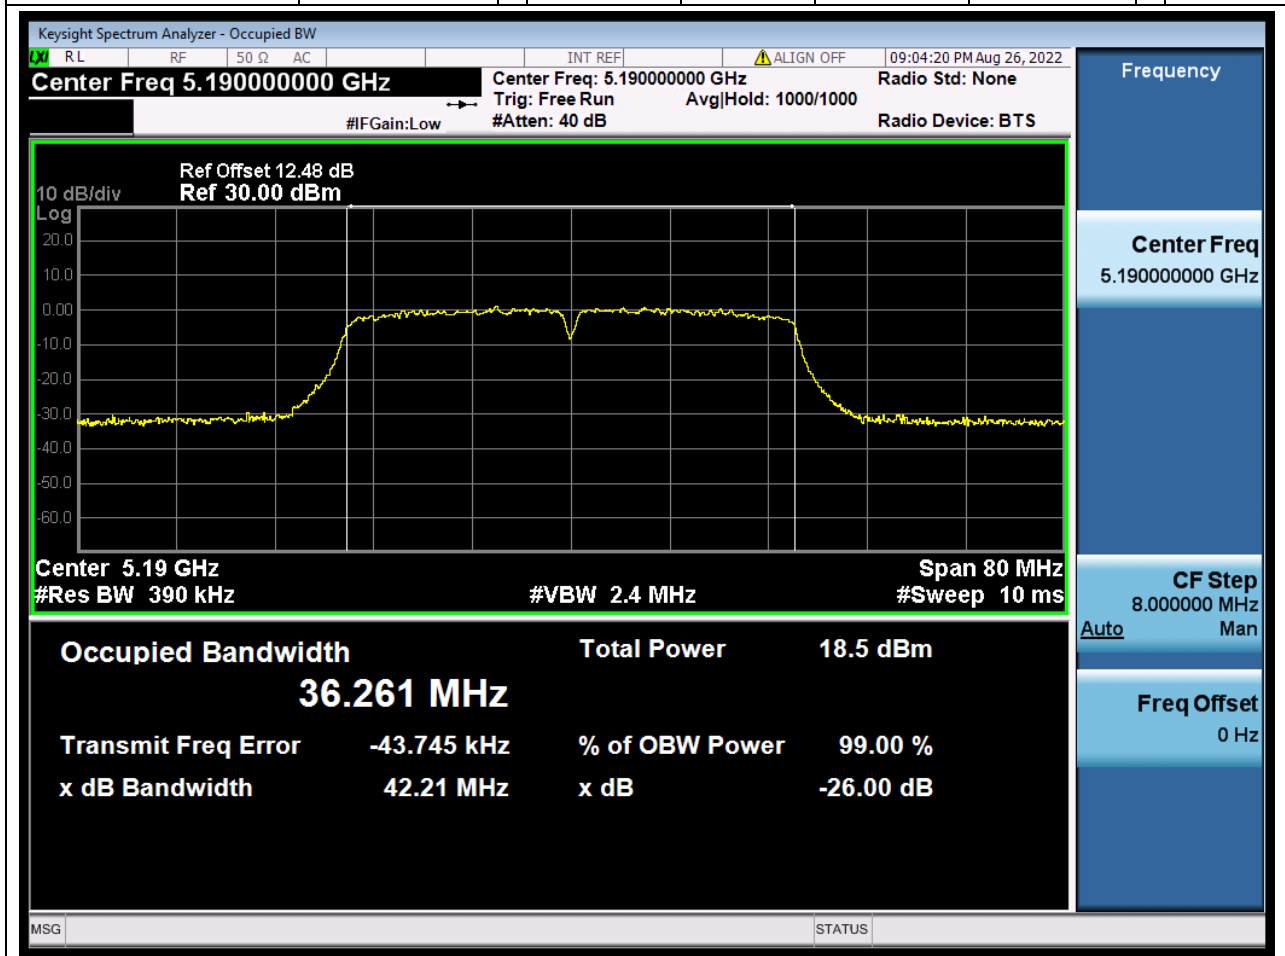 Keysight Spectrum Analyzer - Occupied BW
LXI RL RF 50 Ω AC INT REF ALIGN OFF 09:04:20 PM Aug 26, 2022
Center Freq 5.190000000 GHz
Center Freq: 5.190000000 GHz
Radio Std: None
Trig: Free Run Avg|Hold: 1000/1000
#IFGain:Low #Atten: 40 dB Radio Device: BTS
Ref Offset 12.48 dB
10 dB/div Ref 30.00 dBm
Log
20.0
10.0
0.00
-10.0
-20.0
-30.0
-40.0
-50.0
-60.0
Center 5.19 GHz Span 80 MHz
#Res BW 390 kHz #VBW 2.4 MHz #Sweep 10 ms
Occupied Bandwidth Total Power 18.5 dBm
36.261 MHz
Transmit Freq Error -43.745 kHz % of OBW Power 99.00 %
x dB Bandwidth 42.21 MHz x dB -26.00 dB
MSG STATUS
Frequency
Center Freq
5.190000000 GHz
CF Step
8.000000 MHz
Auto Man
Freq Offset
0 Hz